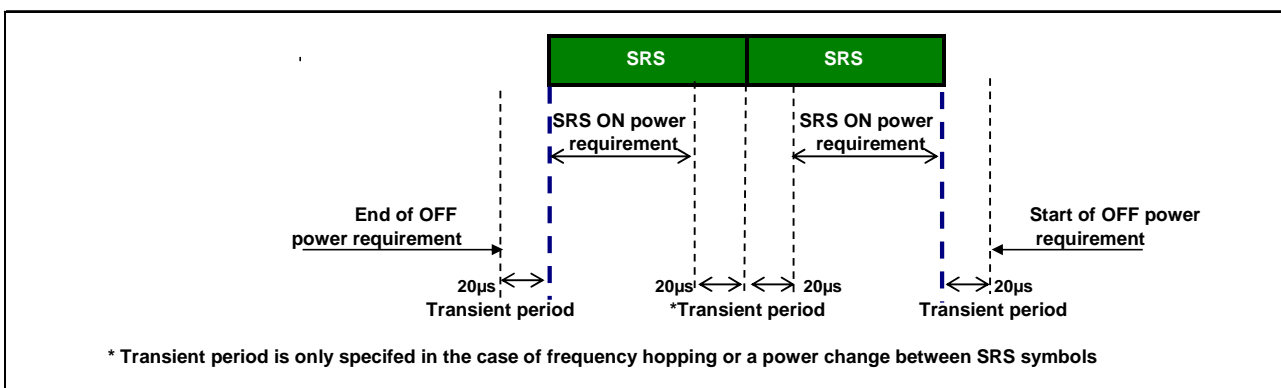 SRS SRS
SRS ON power
requirement
SRS ON power
requirement
End of OFF
power requirement
Start of OFF power
requirement
20µs 20µs 20µs 20µs
Transient period *Transient period Transient period
* Transient period is only specifed in the case of frequency hopping or a power change between SRS symbols